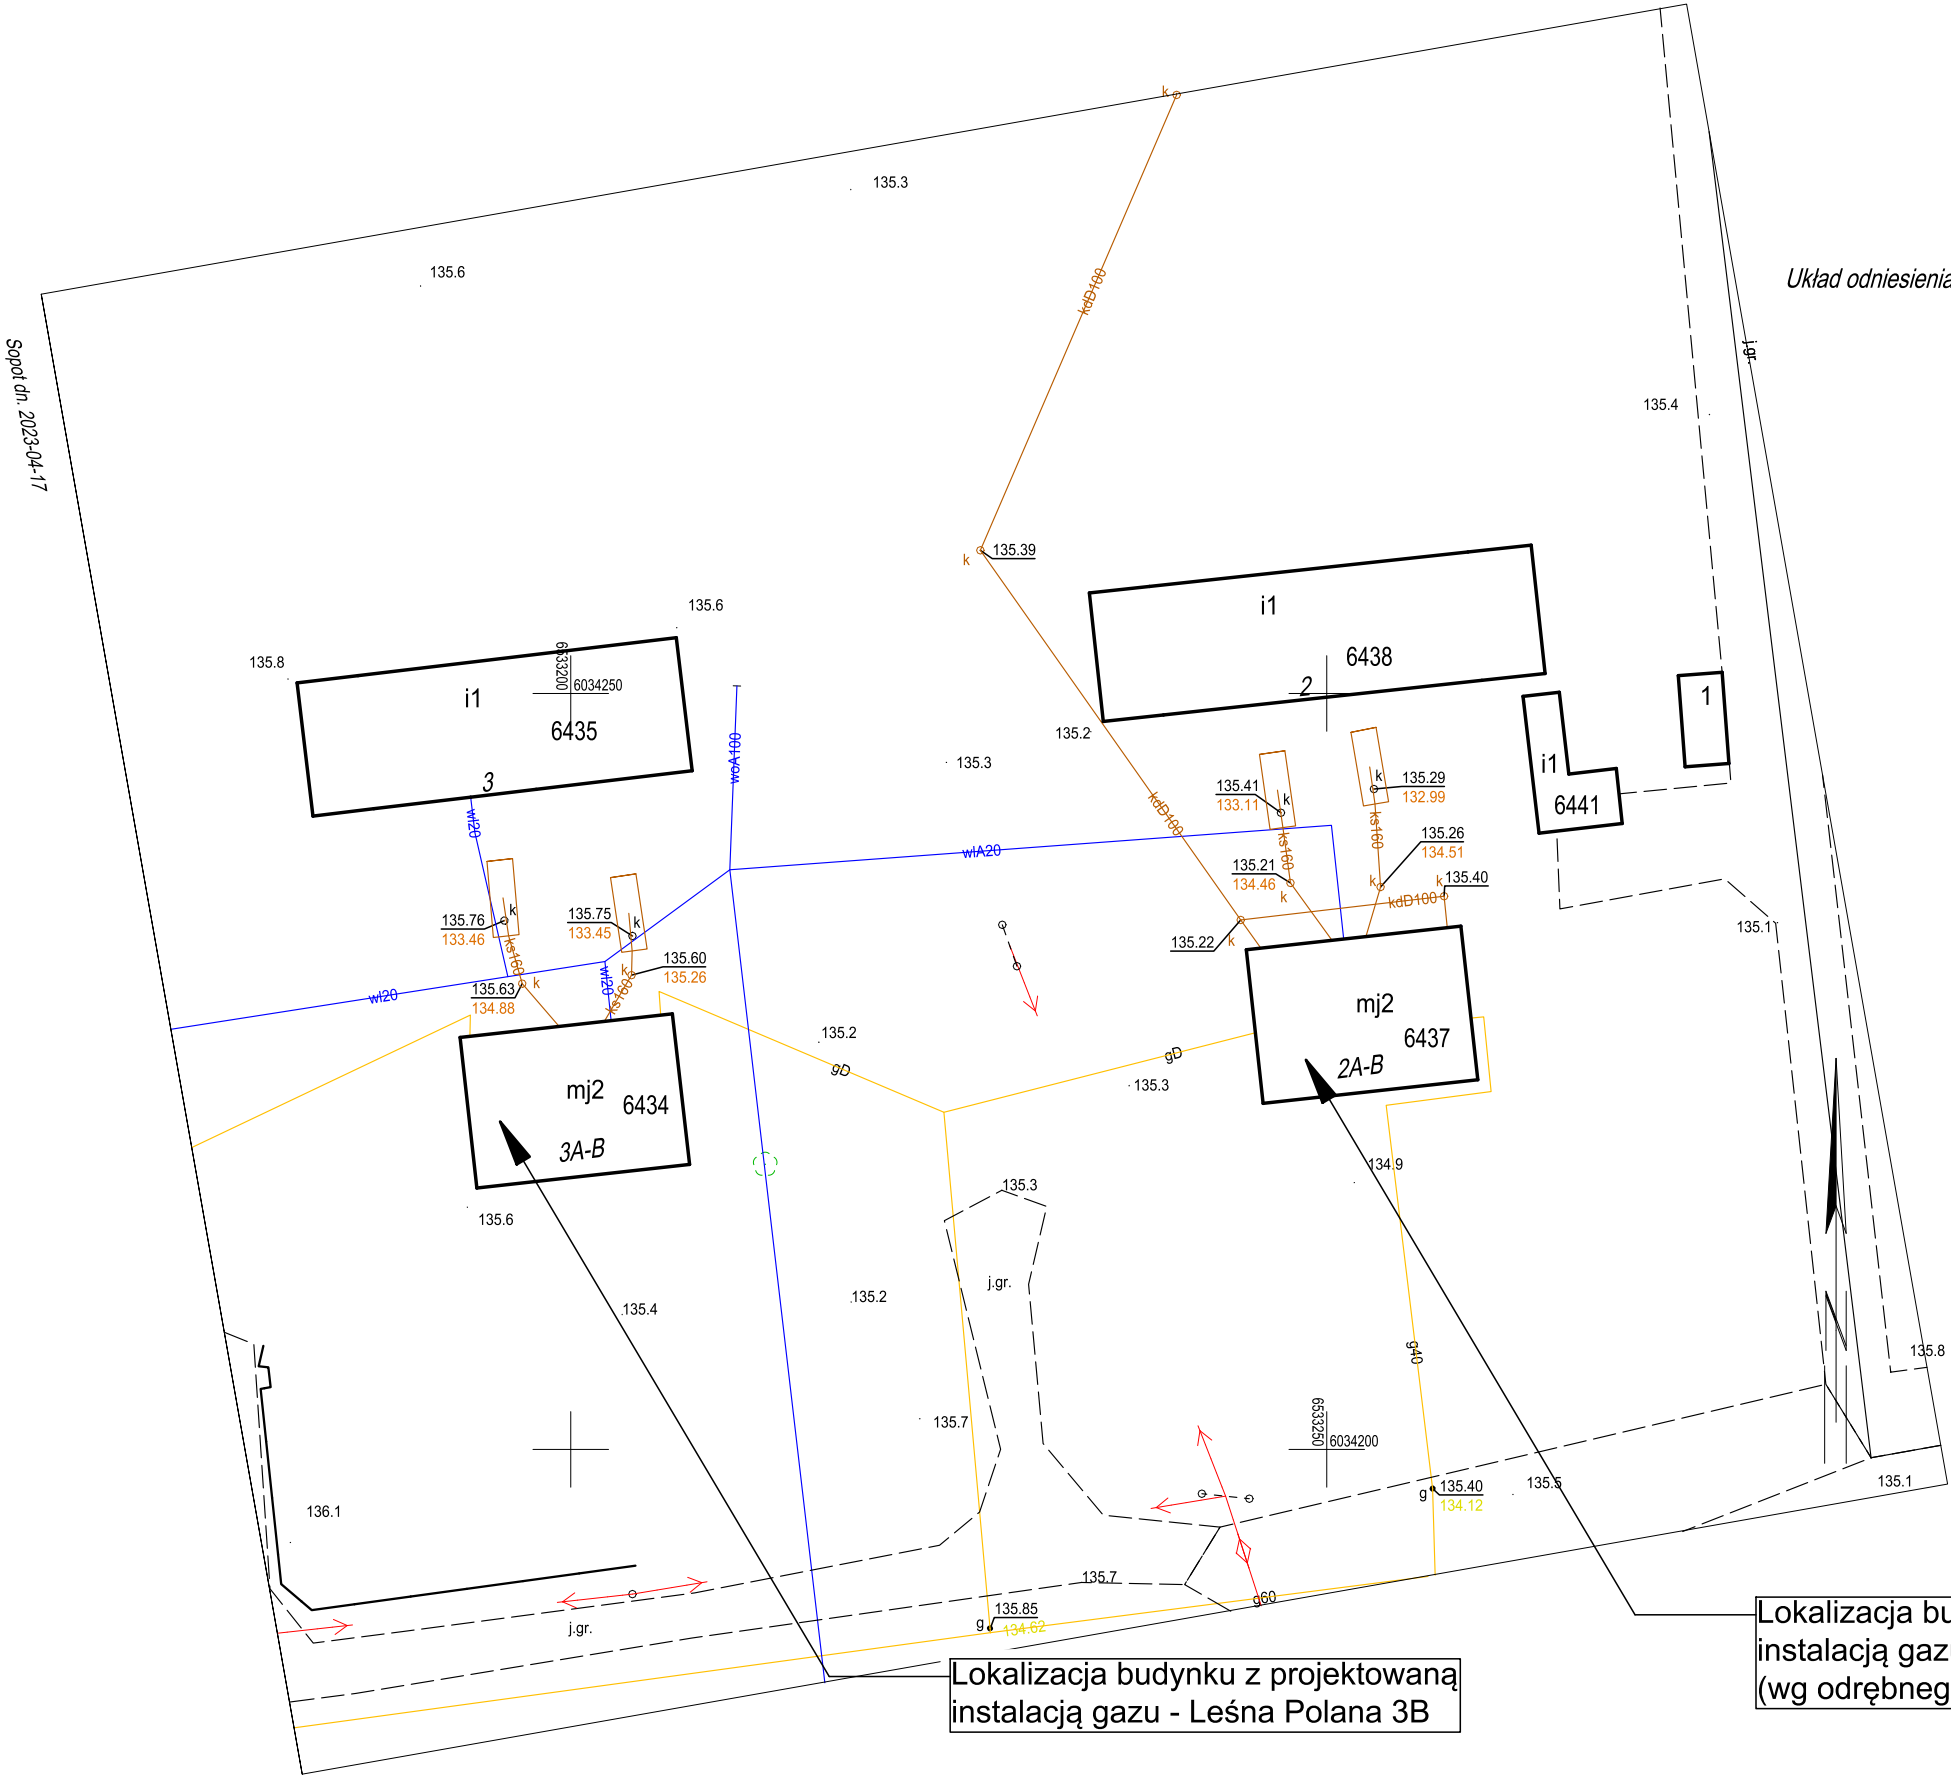 k
135.3
135.6
kdD100
Układ odniesienia
Sopot dn. 2023-04-17
j.gr.
135.4
135.39
k
i1
6438
2
135.6
135.8
6533200
6034250
i1
6435
3
1
135.2
135.3
woA100
i1
6441
k
135.29
132.99
135.41
133.11
k
kdD100
wl20
ks160
ks160
135.26
134.51
wlA20
135.21
134.46
k
k
k
135.40
kdD100
k
135.76
133.46
135.75
133.45
135.22
k
135.1
ks160
k
135.60
135.26
wl20
135.63
134.88
k
wl20
ks160
mj2
6437
2A-B
135.2
gD
gD
135.3
mj2
6434
3A-B
134.9
135.3
135.6
j.gr.
135.2
135.4
g40
135.8
135.7
6533250
6034200
135.5
135.1
g
135.40
134.12
136.1
135.7
g60
135.85
g
134.62
j.gr.
Lokalizacja bu
instalacją gaz
(wg odrębneg
Lokalizacja budynku z projektowaną
instalacją gazu - Leśna Polana 3B